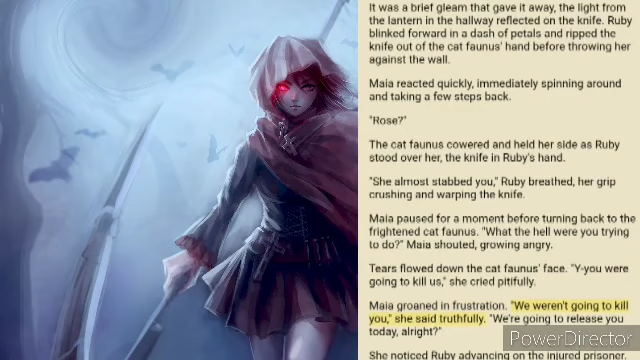 It was a brief gleam that gave it away, the light from
the lantern in the hallway reflected on the knife. Ruby
blinked forward in a dash of petals and ripped the
knife out of the cat faunus' hand before throwing her
against the wall.
Maia reacted quickly, immediately spinning around
and taking a few steps back.
"Rose?"
The cat faunus cowered and held her side as Ruby
stood over her, the knife in Ruby's hand.
"She almost stabbed you," Ruby breathed, her grip
crushing and warping the knife.
Maia paused for a moment before turning back to the
frightened cat faunus. "What the hell were you trying
to do?" Maia shouted, growing angry.
Tears flowed down the cat faunus' face. "Y-you were
going to kill us," she cried pitifully.
Maia groaned in frustration. "We weren't going to kill
you," she said truthfully. "We're going to release you
today, alright?"
She noticed Ruby advancing on the injured prisoner.
PowerDirector